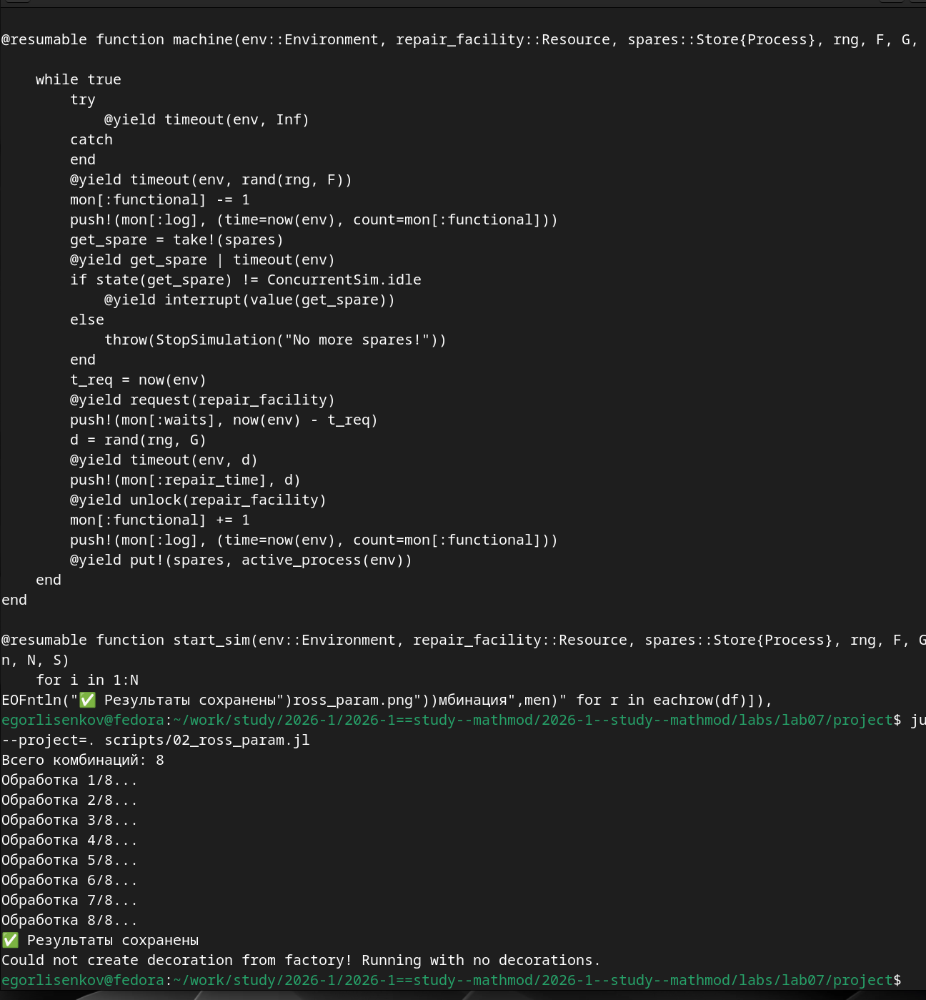 @resumable function machine(env::Environment, repair_facility::Resource, spares::Store{Process}, rng, F, G,
    while true
        try
            @yield timeout(env, Inf)
        catch
        end
        @yield timeout(env, rand(rng, F))
        mon[:functional] -= 1
        push!(mon[:log], (time=now(env), count=mon[:functional]))
        get_spare = take!(spares)
        @yield get_spare | timeout(env)
        if state(get_spare) != ConcurrentSim.idle
            @yield interrupt(value(get_spare))
        else
            throw(StopSimulation("No more spares!"))
        end
        t_req = now(env)
        @yield request(repair_facility)
        push!(mon[:waits], now(env) - t_req)
        d = rand(rng, G)
        @yield timeout(env, d)
        push!(mon[:repair_time], d)
        @yield unlock(repair_facility)
        mon[:functional] += 1
        push!(mon[:log], (time=now(env), count=mon[:functional]))
        @yield put!(spares, active_process(env))
    end
end
@resumable function start_sim(env::Environment, repair_facility::Resource, spares::Store{Process}, rng, F, G
n, N, S)
    for i in 1:N
EOFntln("✅ Результаты сохранены")ross_param.png"))мбинация",men)" for r in eachrow(df)]),
egorlisenkov@fedora:~/work/study/2026-1/2026-1==study--mathmod/2026-1--study--mathmod/labs/lab07/project$ ju
--project=. scripts/02_ross_param.jl
Всего комбинаций: 8
Обработка 1/8...
Обработка 2/8...
Обработка 3/8...
Обработка 4/8...
Обработка 5/8...
Обработка 6/8...
Обработка 7/8...
Обработка 8/8...
✅ Результаты сохранены
Could not create decoration from factory! Running with no decorations.
egorlisenkov@fedora:~/work/study/2026-1/2026-1==study--mathmod/2026-1--study--mathmod/labs/lab07/project$